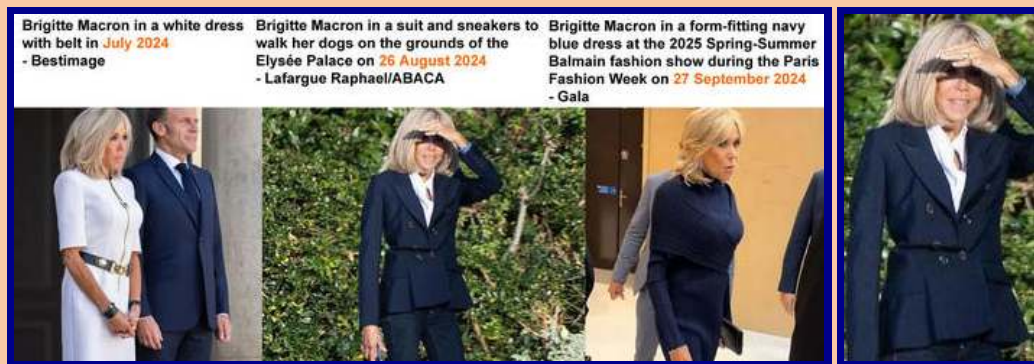 Brigitte Macron in a white dress
with belt in July 2024
- Bestimage
Brigitte Macron in a suit and sneakers to
walk her dogs on the grounds of the
Elysée Palace on 26 August 2024
- Lafargue Raphael/ABACA
Brigitte Macron in a form-fitting navy
blue dress at the 2025 Spring-Summer
Balmain fashion show during the Paris
Fashion Week on 27 September 2024
- Gala